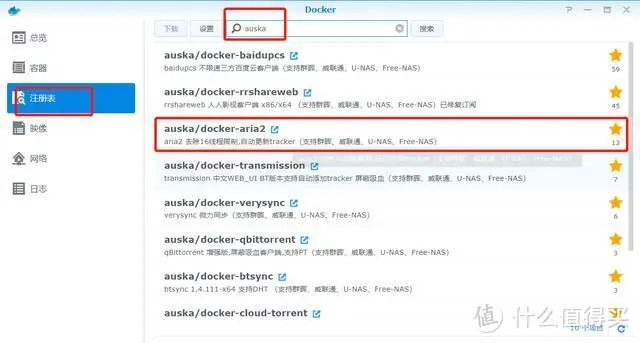 Docker
总览
容器
注册表
映像
网络
日志
下载 设置 auska 搜索
auska/docker-baidupcs
baidupcs 不限速三方百度云客户端 (支持群晖、威联通、U-NAS、Free-NAS)
59
auska/docker-rrshareweb
rrshareweb 人人影视客户端 x86/x64 (支持群晖、威联通、U-NAS、Free-NAS)已修复订阅
45
auska/docker-aria2
aria2 去除16线程限制,自动更新tracker (支持群晖、威联通、U-NAS、Free-NAS)
13
auska/docker-transmission
transmission 中文WEB_UI BT版本支持自动添加tracker 屏蔽吸血(支持群晖、威联通、U-NAS、Free-NAS)
7
auska/docker-verysync
verysync 微力同步 (支持群晖、威联通、U-NAS、Free-NAS)
6
auska/docker-qbittorrent
qBittorrent 增强版,屏蔽吸血客户端,支持PT (支持群晖、威联通、U-NAS、Free-NAS)
3
auska/docker-btsync
btsync 1.4.111-x64 支持DHT (支持群晖、威联通、U-NAS、Free-NAS)
3
auska/docker-cloud-torrent
10 个项目
值 什么值得买